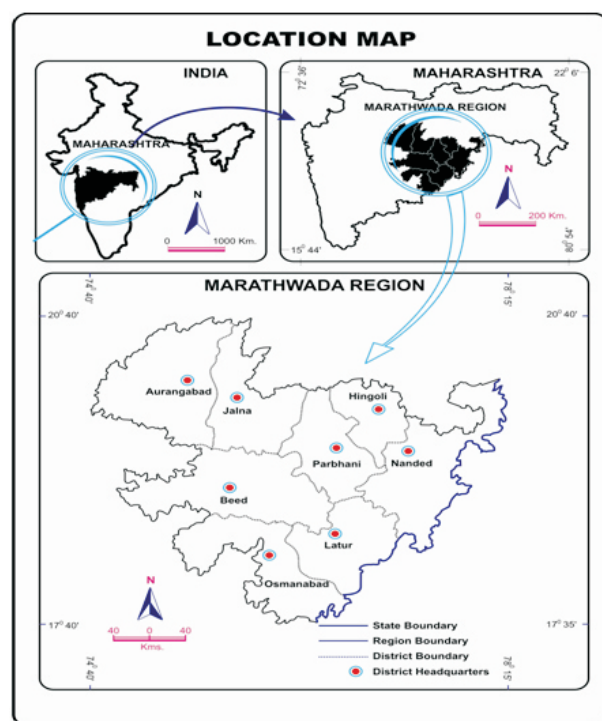 LOCATION MAP
INDIA
MAHARASHTRA
N
0 1000 Km.
MAHARASHTRA
72° 36'
22° 6'
MARATHWADA REGION
N
0 200 Km.
15° 44'
80° 54'
MARATHWADA REGION
74° 40'
78° 15'
20° 40'
20° 40'
Aurangabad
Jalna
Hingoli
Parbhani
Nanded
Beed
Latur
Osmanabad
N
40 0 40
Kms.
17° 40'
17° 35'
State Boundary
Region Boundary
District Boundary
District Headquarters
74° 40'
78° 15'